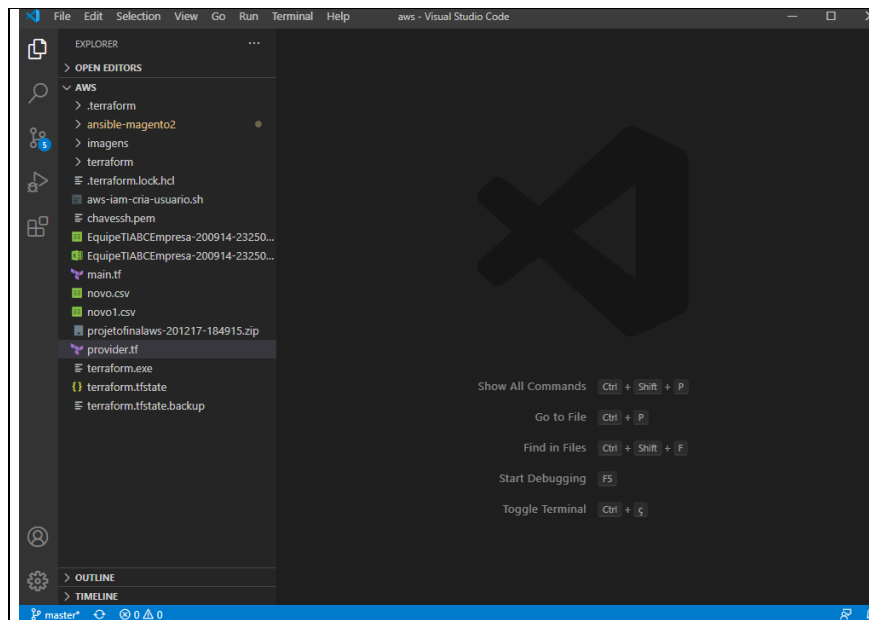 File Edit Selection View Go Run Terminal Help aws - Visual Studio Code
EXPLORER
OPEN EDITORS
AWS
.terraform
ansible-magento2
imagens
terraform
.terraform.lock.hcl
aws-iam-cria-usuario.sh
chavessh.pem
EquipeTIABCEmpresa-200914-23250...
EquipeTIABCEmpresa-200914-23250...
main.tf
novo.csv
novo1.csv
projetofinalaws-201217-184915.zip
provider.tf
terraform.exe
terraform.tfstate
terraform.tfstate.backup
OUTLINE
TIMELINE
5
Show All Commands Ctrl + Shift + P
Go to File Ctrl + P
Find in Files Ctrl + Shift + F
Start Debugging F5
Toggle Terminal Ctrl + ç
master* 0 0